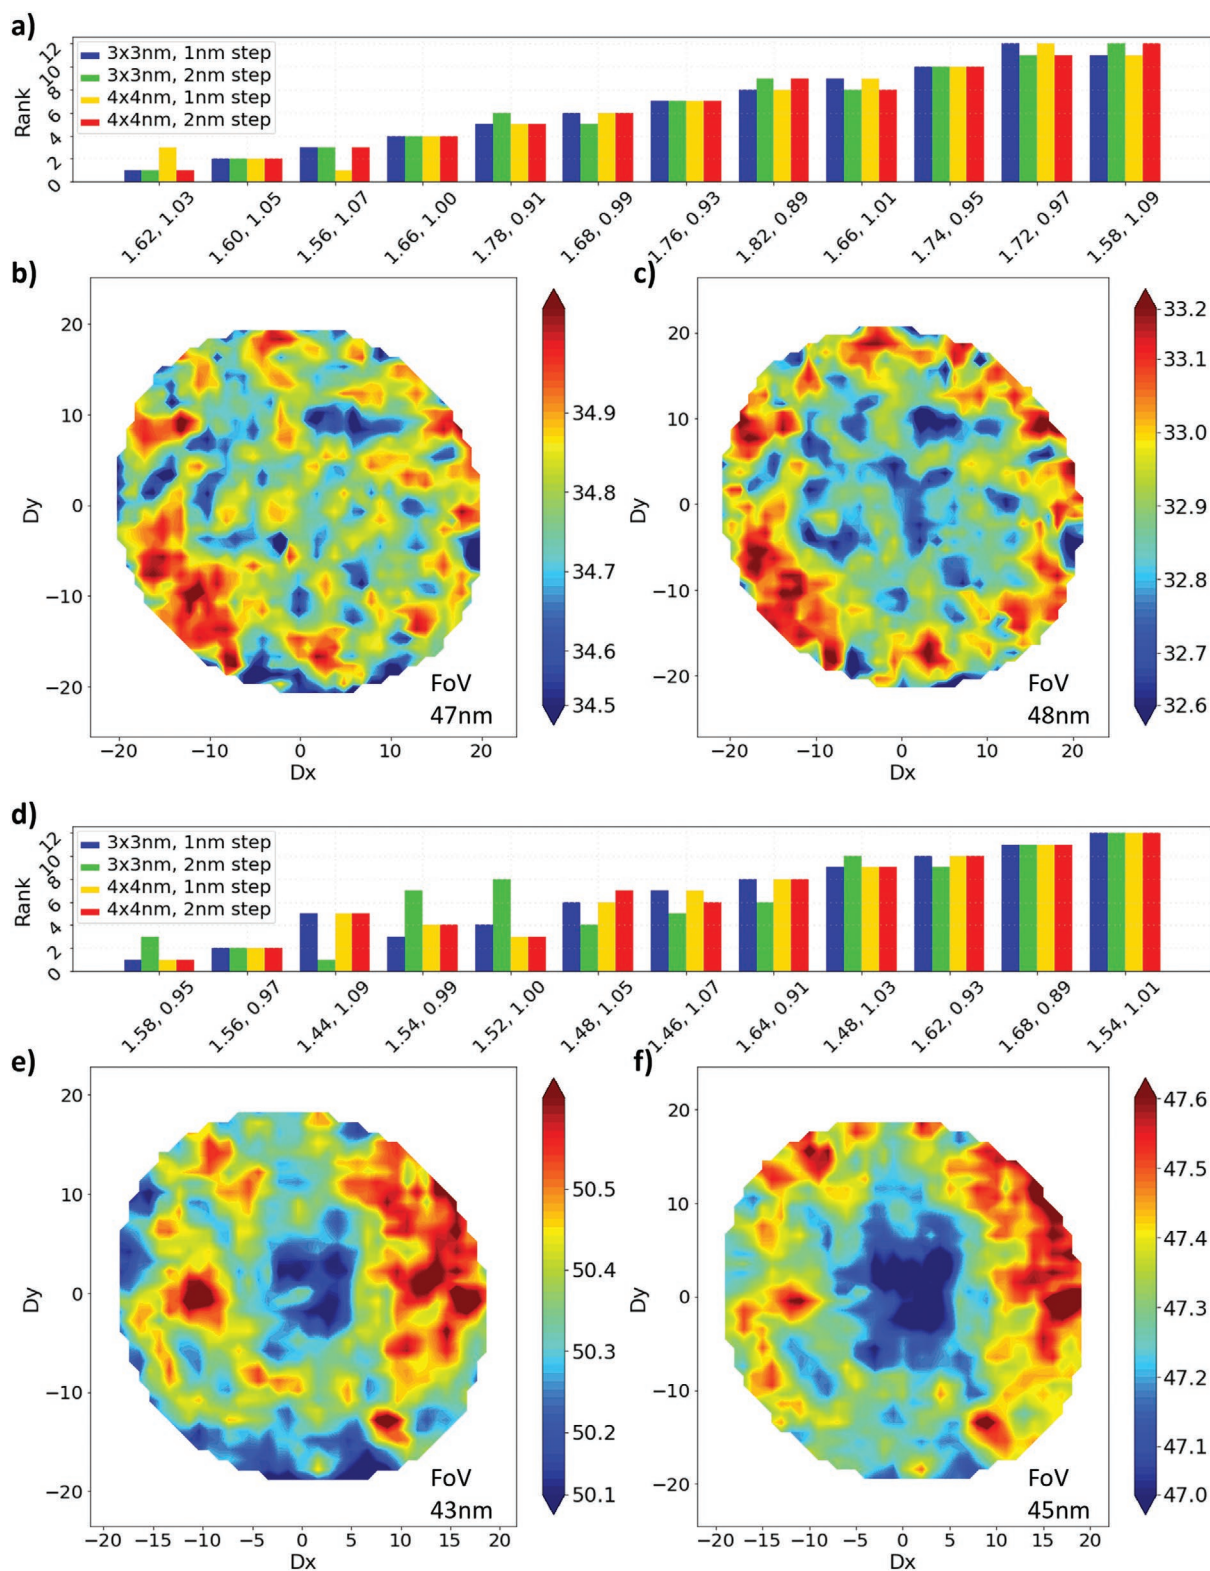 a)
Rank
0 2 4 6 8 10 12
3x3nm, 1nm step
3x3nm, 2nm step
4x4nm, 1nm step
4x4nm, 2nm step
1.62, 1.03
1.60, 1.05
1.56, 1.07
1.66, 1.00
1.78, 0.91
1.68, 0.99
1.76, 0.93
1.82, 0.89
1.66, 1.01
1.74, 0.95
1.72, 0.97
1.58, 1.09
b)
Dy
20
10
0
−10
−20
−20 −10 0 10 20
Dx
FoV
47nm
34.9
34.8
34.7
34.6
34.5
c)
Dy
20
10
0
−10
−20
−20 −10 0 10 20
Dx
FoV
48nm
33.2
33.1
33.0
32.9
32.8
32.7
32.6
d)
Rank
0 2 4 6 8 10 12
3x3nm, 1nm step
3x3nm, 2nm step
4x4nm, 1nm step
4x4nm, 2nm step
1.58, 0.95
1.56, 0.97
1.44, 1.09
1.54, 0.99
1.52, 1.00
1.48, 1.05
1.46, 1.07
1.64, 0.91
1.48, 1.03
1.62, 0.93
1.68, 0.89
1.54, 1.01
e)
Dy
20
10
0
−10
−20
−20 −15 −10 −5 0 5 10 15 20
Dx
FoV
43nm
50.5
50.4
50.3
50.2
50.1
f)
Dy
20
10
0
−10
−20
−20 −15 −10 −5 0 5 10 15 20
Dx
FoV
45nm
47.6
47.5
47.4
47.3
47.2
47.1
47.0